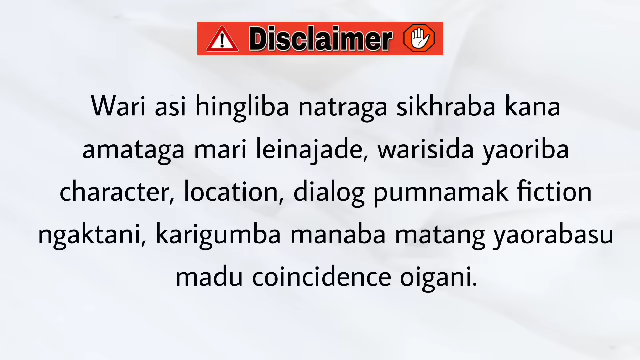 Disclaimer
Wari asi hingliba natraga sikhraba kana
amataga mari leinajade, warisida yaoriba
character, location, dialog pumnamak fiction
ngaktani, karigumba manaba matang yaorabasu
madu coincidence oigani.